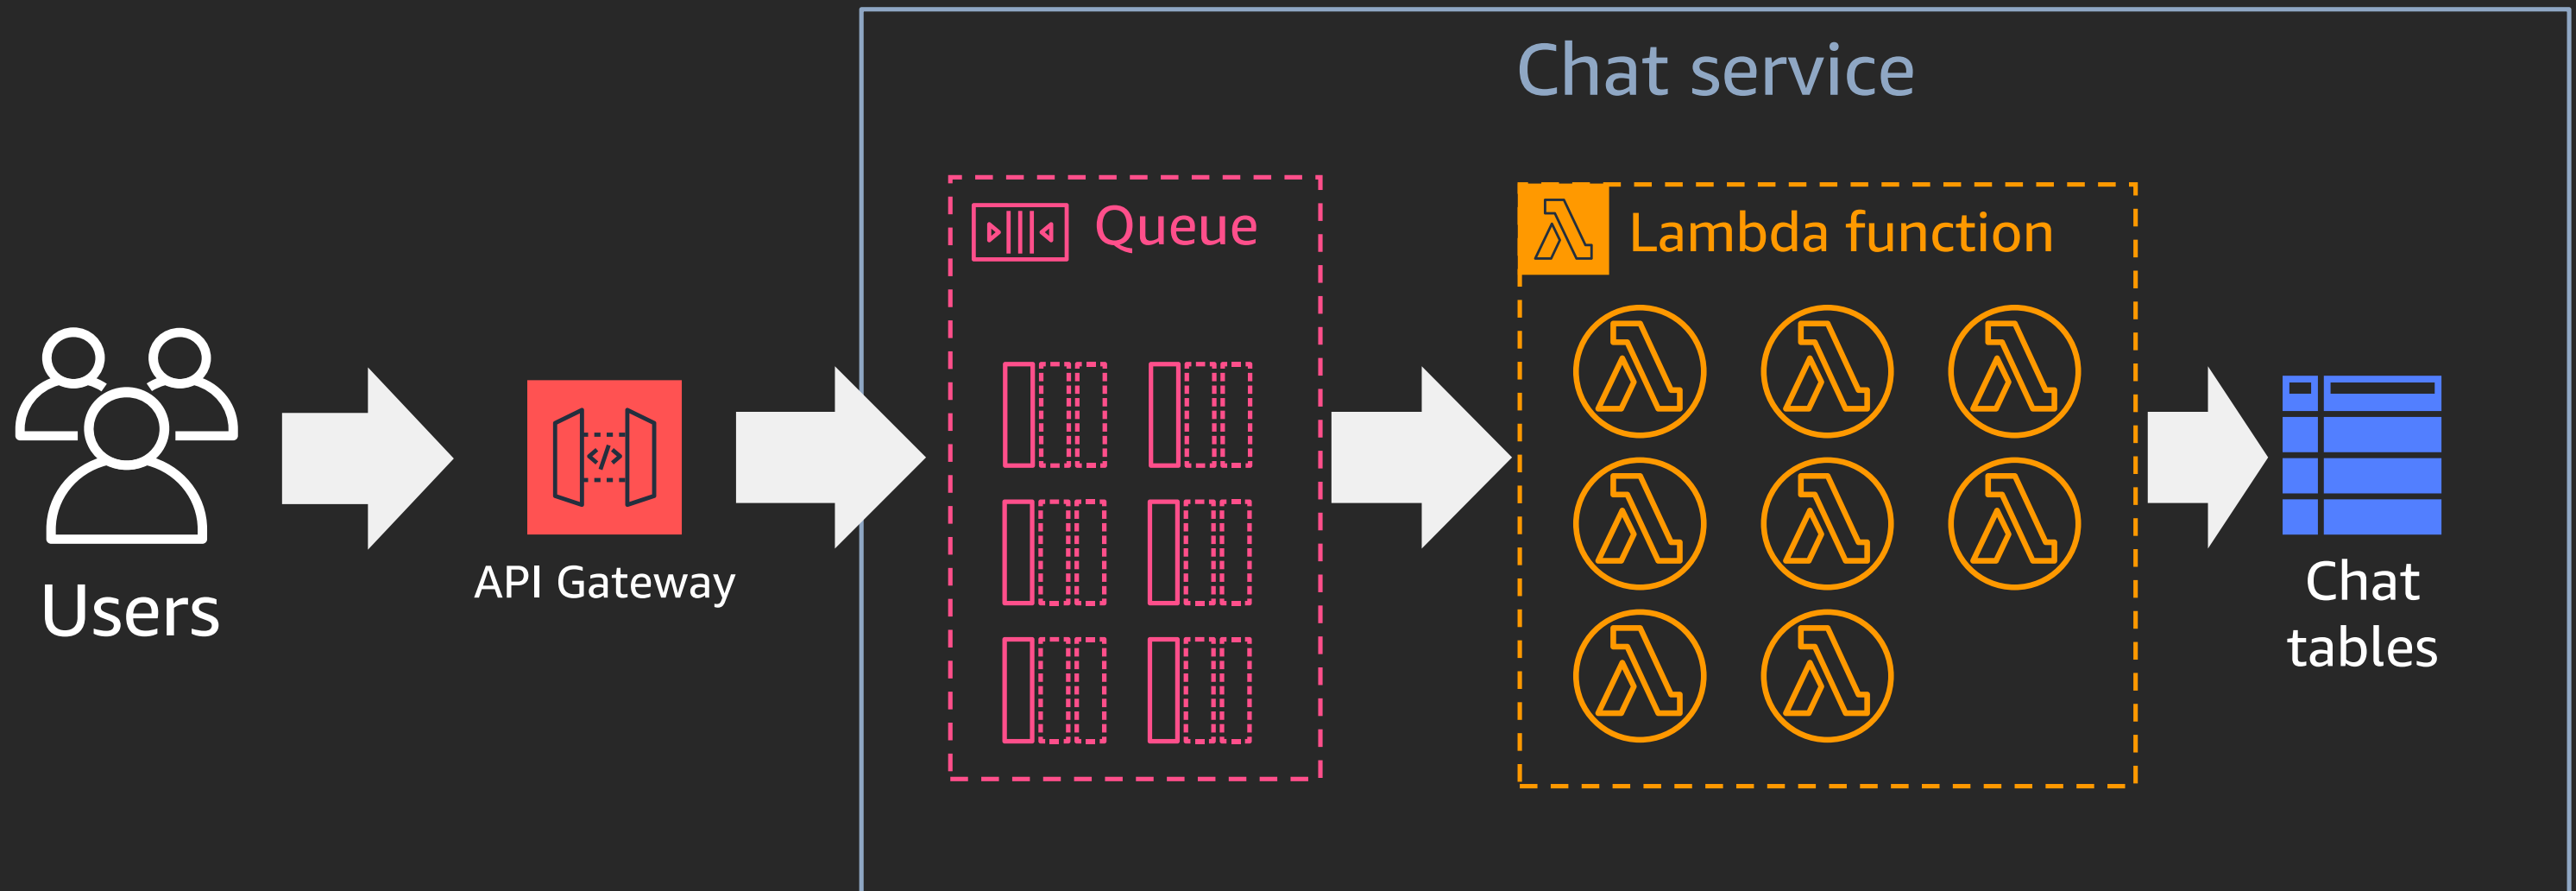 Chat service
Queue
Lambda function
Users
API Gateway
</>
Chat
tables